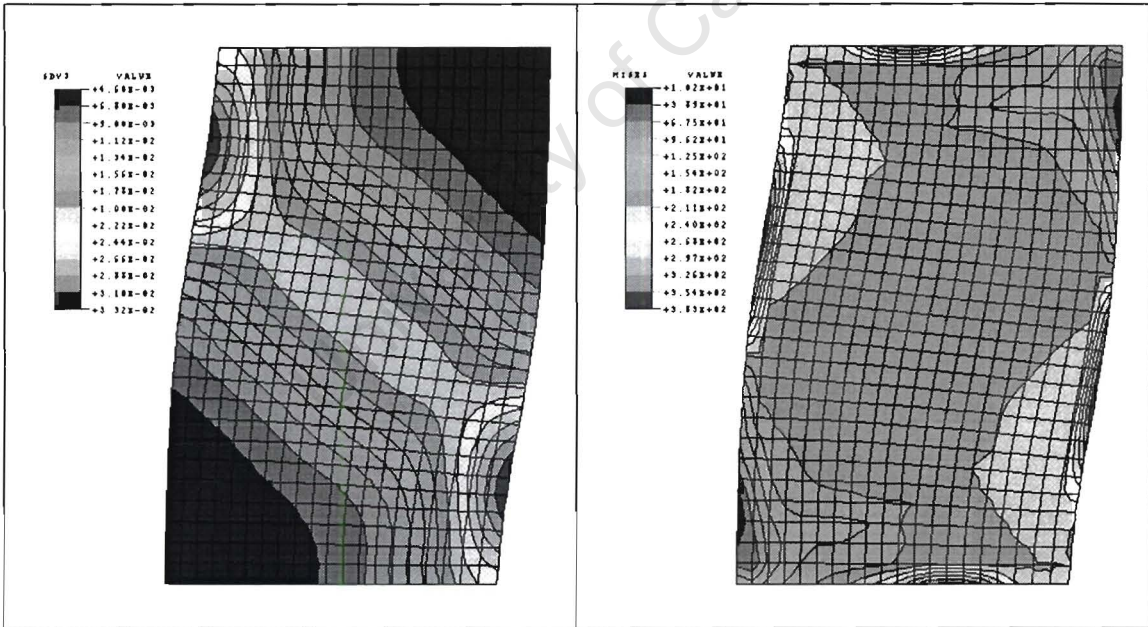 VALUE
+4.60E-03
+6.80E-03
+9.00E-03
+1.12E-02
+1.34E-02
+1.56E-02
+1.78E-02
+2.22E-02
+2.44E-02
+2.66E-02
+2.88E-02
+3.10E-02
+3.32E-02
MISES VALUE
+1.02E+01
+3.89E+01
+6.75E+01
+9.62E+01
+1.25E+02
+1.54E+02
+1.82E+02
+2.11E+02
+2.40E+02
+2.68E+02
+2.97E+02
+3.26E+02
+3.54E+02
+3.83E+02
ity of Ca